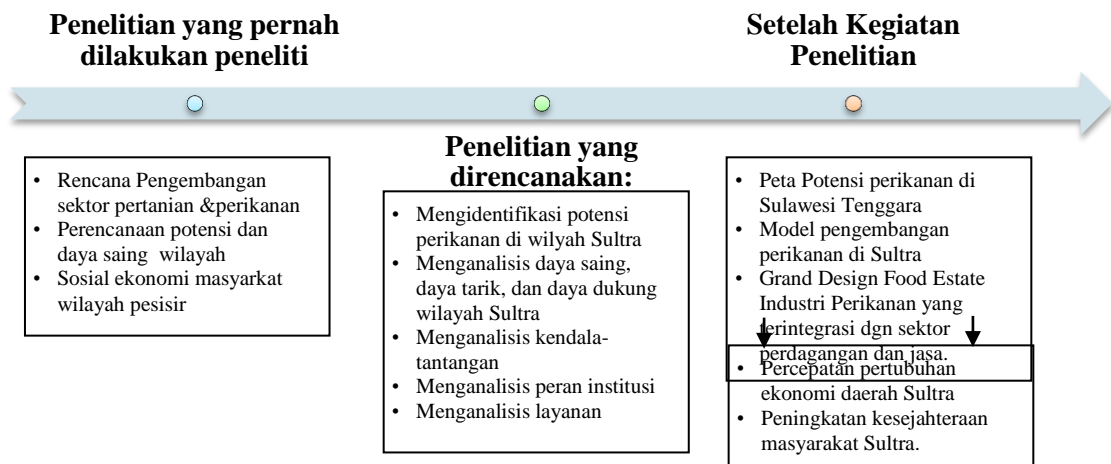 Penelitian yang pernah
dilakukan peneliti
• Rencana Pengembangan
sektor pertanian &perikanan
• Perencanaan potensi dan
daya saing wilayah
• Sosial ekonomi masyarkat
wilayah pesisir
Penelitian yang
direncanakan:
• Mengidentifikasi potensi
perikanan di wilyah Sultra
• Menganalisis daya saing,
daya tarik, dan daya dukung
wilayah Sultra
• Menganalisis kendala-
tantangan
• Menganalisis peran institusi
• Menganalisis layanan
Setelah Kegiatan
Penelitian
• Peta Potensi perikanan di
Sulawesi Tenggara
• Model pengembangan
perikanan di Sultra
• Grand Design Food Estate
Industri Perikanan yang
terintegrasi dgn sektor
perdagangan dan jasa.
• Percepatan pertubuhan
ekonomi daerah Sultra
• Peningkatan kesejahteraan
masyarakat Sultra.